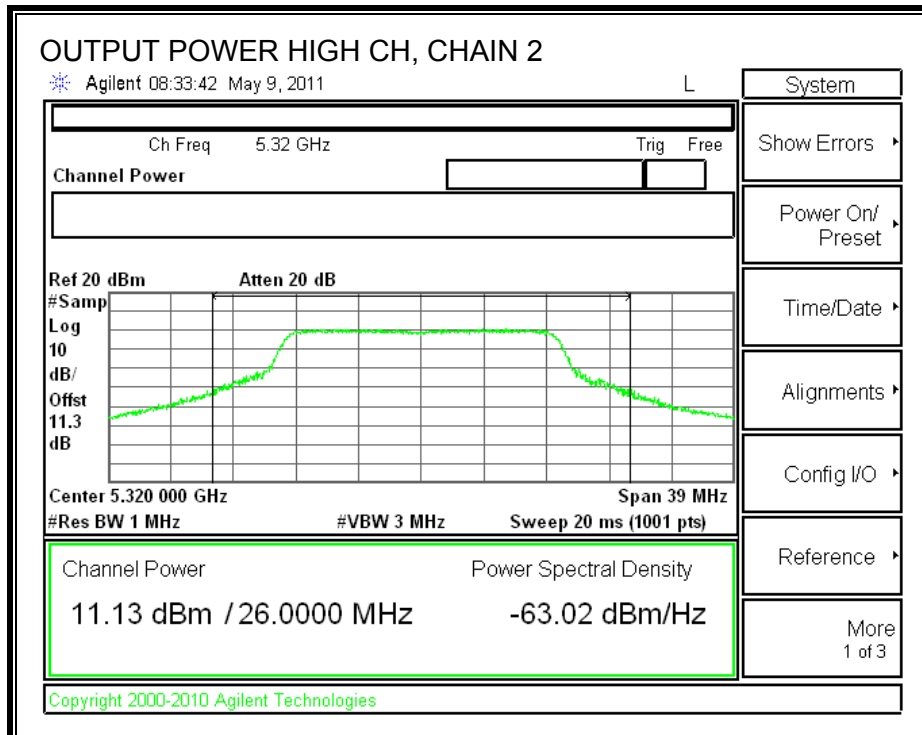 OUTPUT POWER HIGH CH, CHAIN 2
Agilent 08:33:42 May 9, 2011 L
System
Ch Freq 5.32 GHz Trig Free
Show Errors
Channel Power
Power On/
Preset
Ref 20 dBm Atten 20 dB
#Samp
Log
10
dB/
Offst
11.3
dB
Time/Date
Alignments
Config I/O
Center 5.320 000 GHz Span 39 MHz
#Res BW 1 MHz #VBW 3 MHz Sweep 20 ms (1001 pts)
Channel Power Power Spectral Density
11.13 dBm / 26.0000 MHz -63.02 dBm/Hz
Reference
More
1 of 3
Copyright 2000-2010 Agilent Technologies